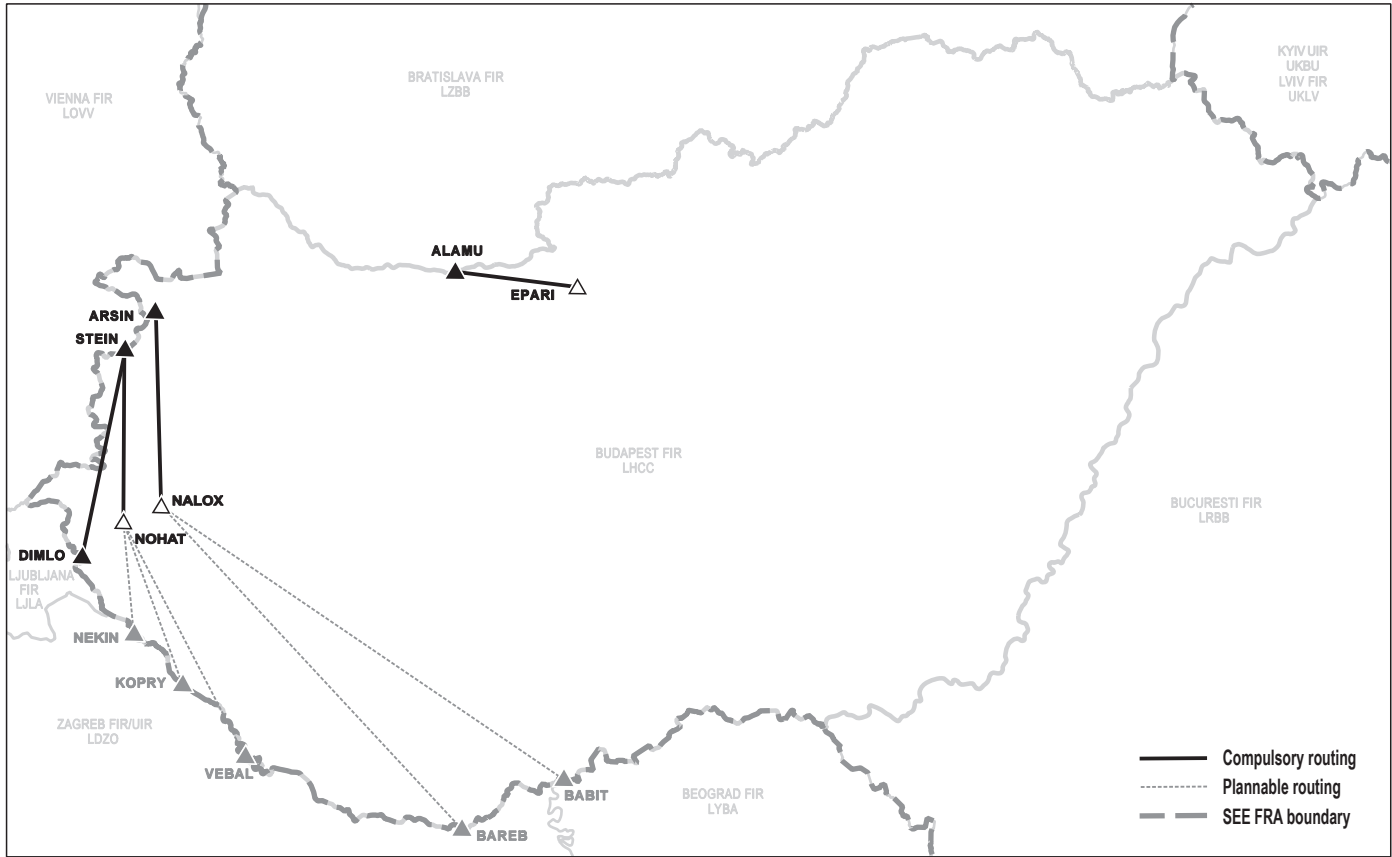 KYIV UIR
UKBU
LVIV FIR
UKLV
BRATISLAVA FIR
LZBB
VIENNA FIR
LOVV
ALAMU
EPARI
ARSIN
STEIN
BUDAPEST FIR
LHCC
NALOX
BUCURESTI FIR
LRBB
NOHAT
DIMLO
LJUBLJANA
FIR
LJLA
NEKIN
KOPRY
ZAGREB FIR/UIR
LDZO
VEBAL
BABIT
BEOGRAD FIR
LYBA
BAREB
Compulsory routing
Plannable routing
SEE FRA boundary